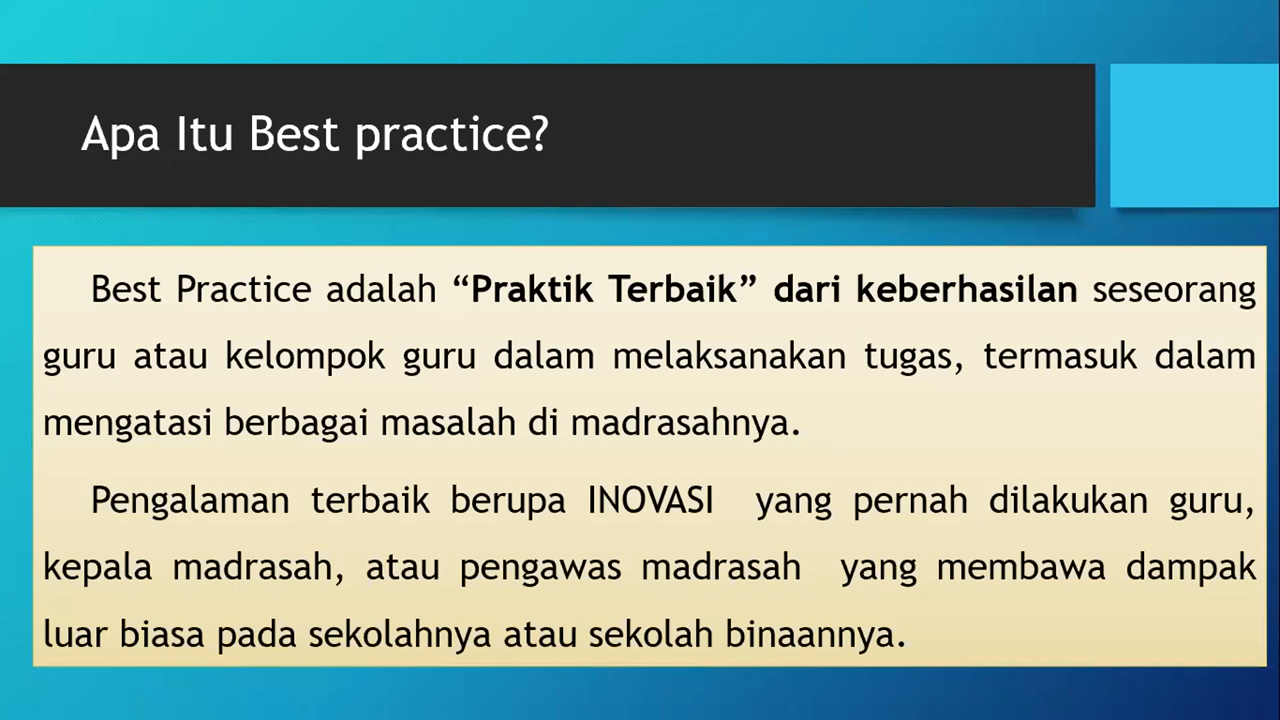 Apa Itu Best practice?
Best Practice adalah “Praktik Terbaik” dari keberhasilan seseorang
guru atau kelompok guru dalam melaksanakan tugas, termasuk dalam
mengatasi berbagai masalah di madrasahnya.
Pengalaman terbaik berupa INOVASI yang pernah dilakukan guru,
kepala madrasah, atau pengawas madrasah yang membawa dampak
luar biasa pada sekolahnya atau sekolah binaannya.